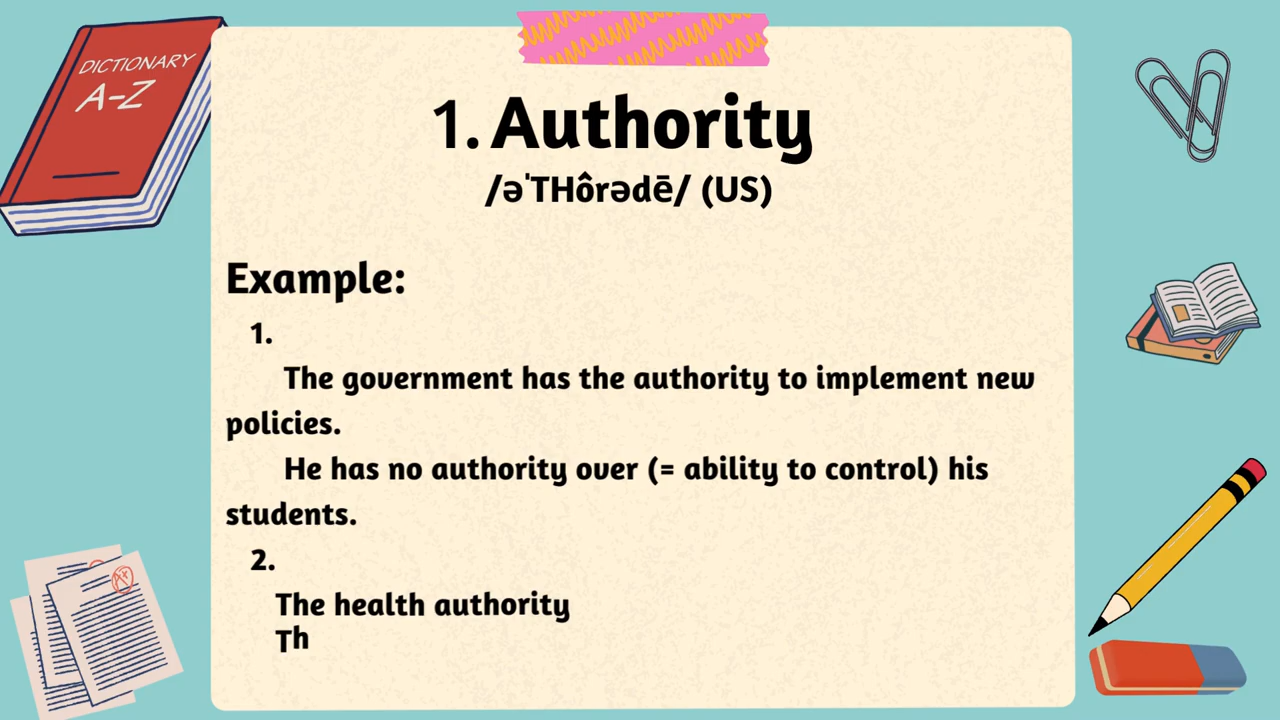 DICTIONARY
A-Z
1. Authority
/əˈTHôrədē/ (US)
Example:
1.
The government has the authority to implement new
policies.
He has no authority over (= ability to control) his
students.
2.
The health authority
Th
A+